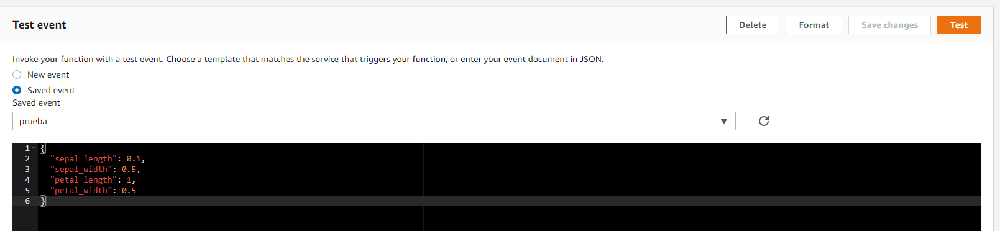 Test event
Delete
Format
Save changes
Test
Invoke your function with a test event. Choose a template that matches the service that triggers your function, or enter your event document in JSON.
New event
Saved event
Saved event
prueba
1 {
2 "sepal_length": 0.1,
3 "sepal_width": 0.5,
4 "petal_length": 1,
5 "petal_width": 0.5
6 }